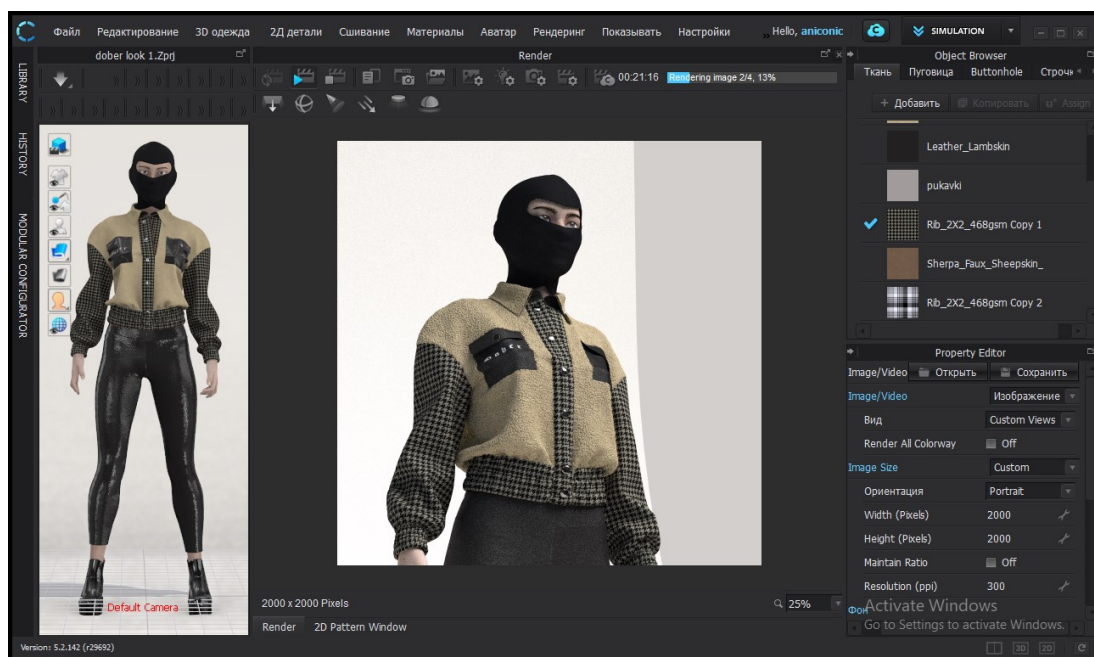 Файл Редактирование 3D одежда 2Д детали Сшивание Материалы Аватар Рендеринг Показывать Настройки Hello, aniconic SIMULATION
dober look 1.Zprj
Render
Object Browser
LIBRARY
HISTORY
MODULAR CONFIGURATOR
00:21:16 Rendering image 2/4, 13%
Ткань Пуговица Buttonhole Строчк
+ Добавить Копировать Assign
Leather_Lambskin
pukavki
Rib_2X2_468gsm Copy 1
Sherpa_Faux_Sheepskin_
Rib_2X2_468gsm Copy 2
Property Editor
Image/Video Открыть Сохранить
Image/Video Изображение
Вид Custom Views
Render All Colorway Off
Image Size Custom
Ориентация Portrait
Width (Pixels) 2000
Height (Pixels) 2000
Maintain Ratio Off
Resolution (ppi) 300
Фон
Activate Windows
Go to Settings to activate Windows.
Default Camera
2000 x 2000 Pixels
25%
Render 2D Pattern Window
Version: 5.2.142 (r29692)
3D 2D